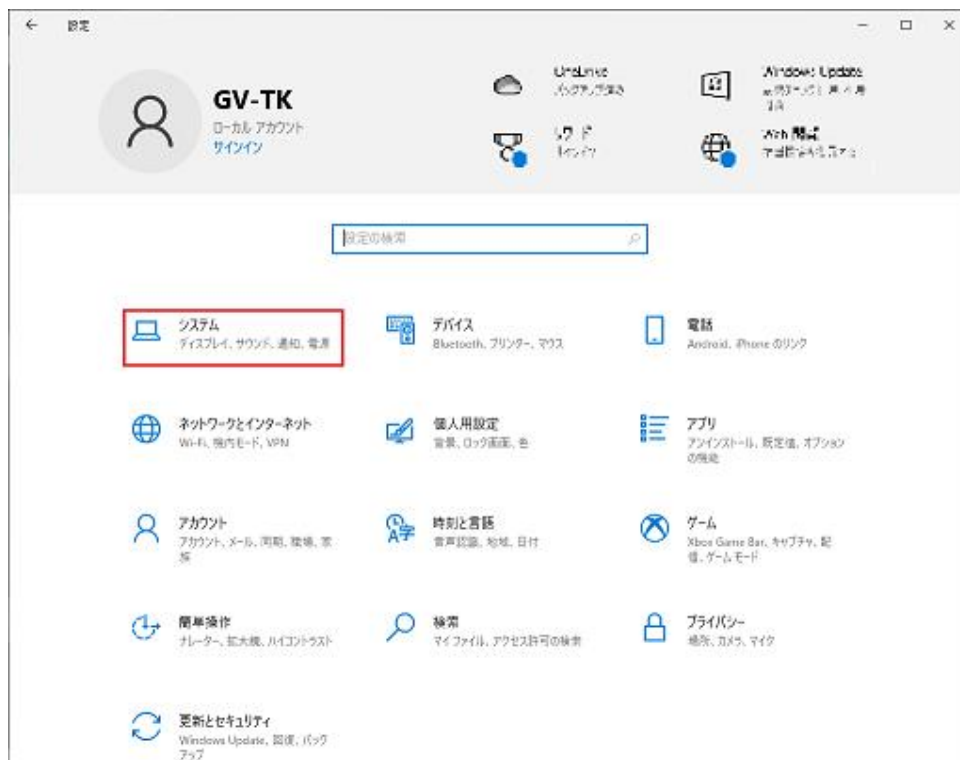 設定
GV-TK
ローカル アカウント
サインイン
OneDrive
Windows Update
Web 閲覧
設定の検索
システム
ディスプレイ、サウンド、通知、電源
デバイス
Bluetooth、プリンター、マウス
電話
Android、iPhone のリンク
ネットワークとインターネット
Wi-Fi、機内モード、VPN
個人用設定
背景、ロック画面、色
アプリ
アンインストール、既定値、オプション
の機能
アカウント
アカウント、メール、同期、職場、家
族
時刻と言語
音声認識、地域、日付
ゲーム
Xbox Game Bar、キャプチャ、配
信、ゲーム モード
簡単操作
ナレーター、拡大鏡、ハイコントラスト
検索
マイ ファイル、アクセス許可の検索
プライバシー
場所、カメラ、マイク
更新とセキュリティ
Windows Update、回復、バック
アップ